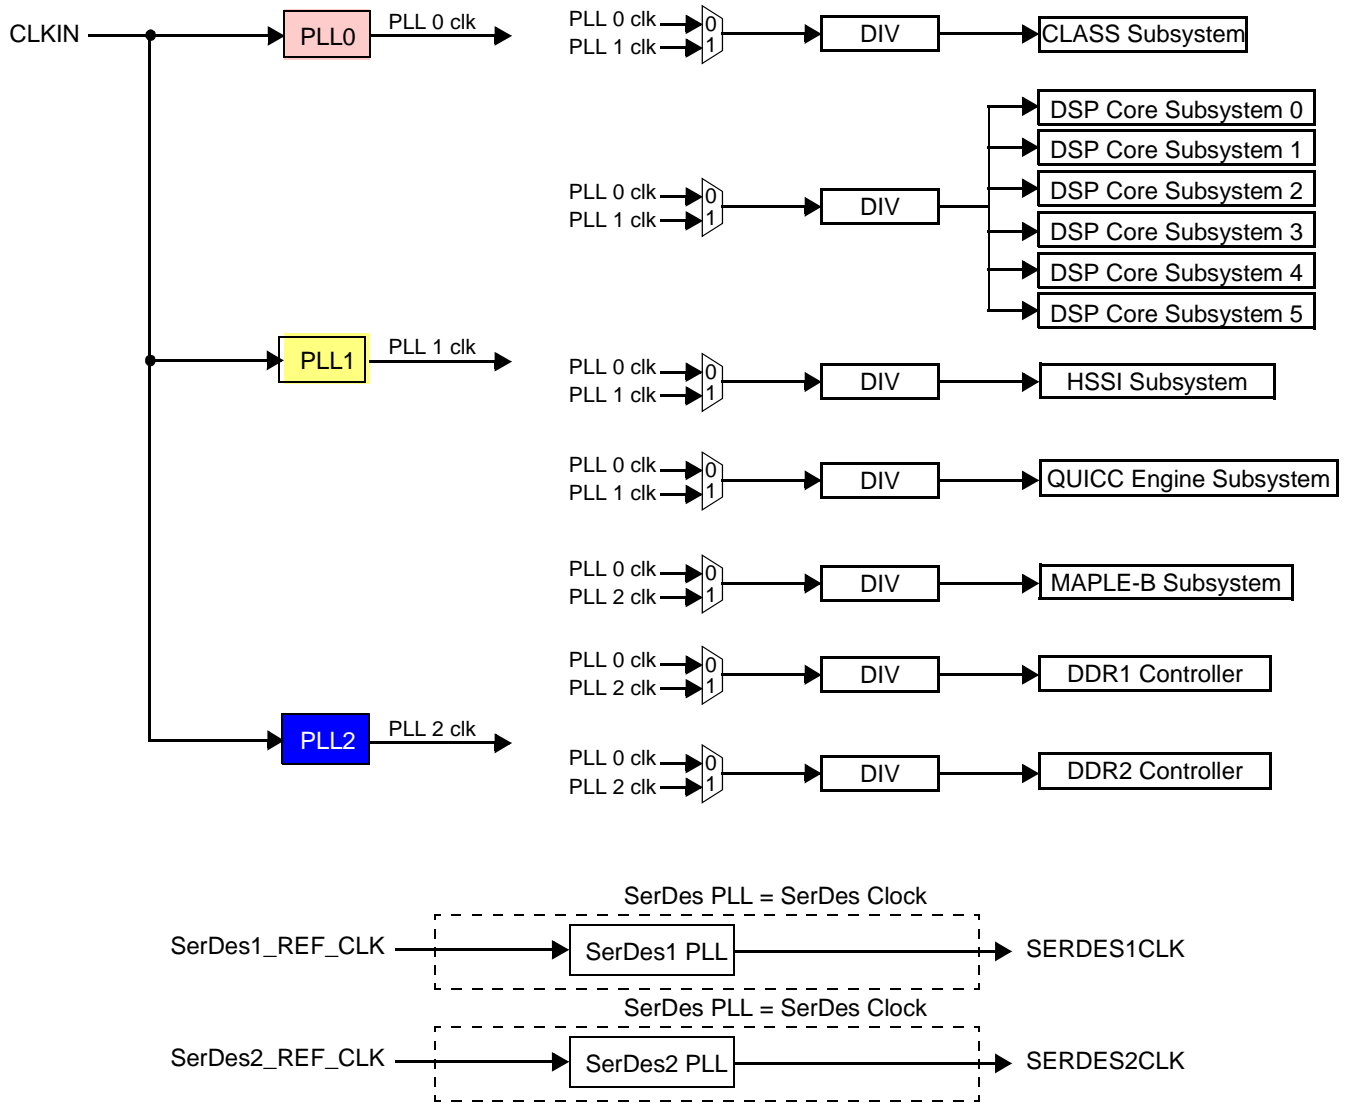 CLKIN
PLL0
PLL 0 clk
PLL 0 clk
PLL 1 clk
0
1
DIV
CLASS Subsystem
PLL 0 clk
PLL 1 clk
0
1
DIV
DSP Core Subsystem 0
DSP Core Subsystem 1
DSP Core Subsystem 2
DSP Core Subsystem 3
DSP Core Subsystem 4
DSP Core Subsystem 5
PLL1
PLL 1 clk
PLL 0 clk
PLL 1 clk
0
1
DIV
HSSI Subsystem
PLL 0 clk
PLL 1 clk
0
1
DIV
QUICC Engine Subsystem
PLL 0 clk
PLL 2 clk
0
1
DIV
MAPLE-B Subsystem
PLL 0 clk
PLL 2 clk
0
1
DIV
DDR1 Controller
PLL2
PLL 2 clk
PLL 0 clk
PLL 2 clk
0
1
DIV
DDR2 Controller
SerDes PLL = SerDes Clock
SerDes1_REF_CLK
SerDes1 PLL
SERDES1CLK
SerDes PLL = SerDes Clock
SerDes2_REF_CLK
SerDes2 PLL
SERDES2CLK